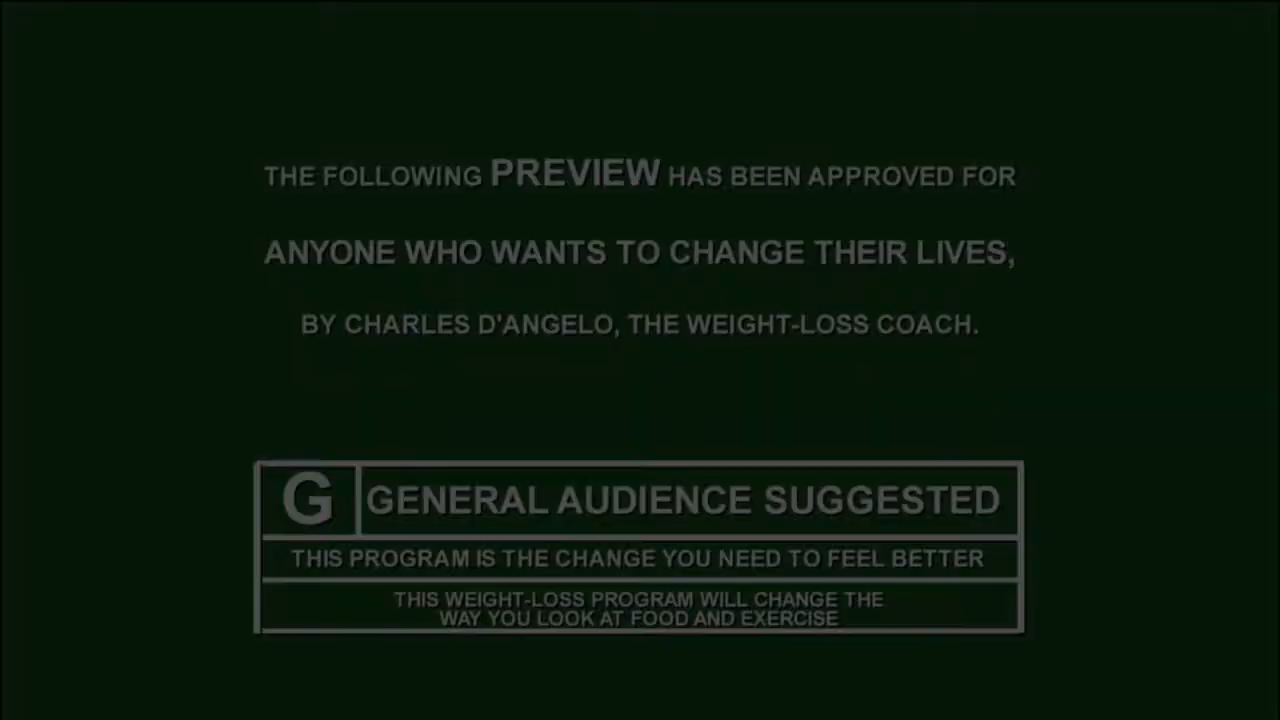 THE FOLLOWING PREVIEW HAS BEEN APPROVED FOR
ANYONE WHO WANTS TO CHANGE THEIR LIVES,
BY CHARLES D'ANGELO, THE WEIGHT-LOSS COACH.
G GENERAL AUDIENCE SUGGESTED
THIS PROGRAM IS THE CHANGE YOU NEED TO FEEL BETTER
THIS WEIGHT-LOSS PROGRAM WILL CHANGE THE
WAY YOU LOOK AT FOOD AND EXERCISE